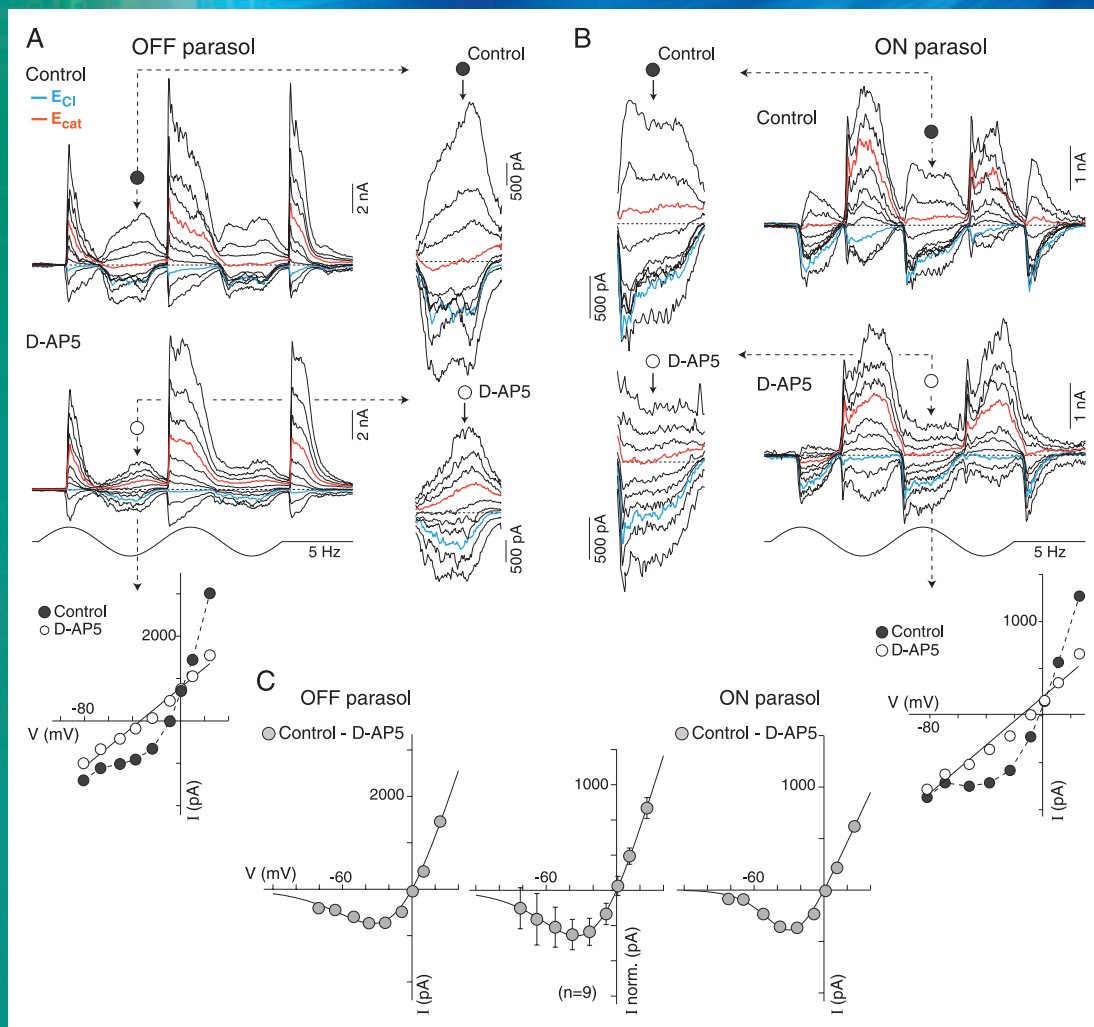 A
OFF parasol
Control
E_Cl
E_cat
2 nA
Control
500 pA
D-AP5
2 nA
D-AP5
500 pA
5 Hz
B
ON parasol
Control
Control
1 nA
500 pA
D-AP5
D-AP5
1 nA
500 pA
5 Hz
Control
D-AP5
2000
-80
V (mV)
I (pA)
Control
D-AP5
1000
-80
V (mV)
I (pA)
C
OFF parasol
Control - D-AP5
2000
-60
V (mV)
I (pA)
1000
-60
(n=9)
I norm. (pA)
ON parasol
Control - D-AP5
1000
-60
I (pA)